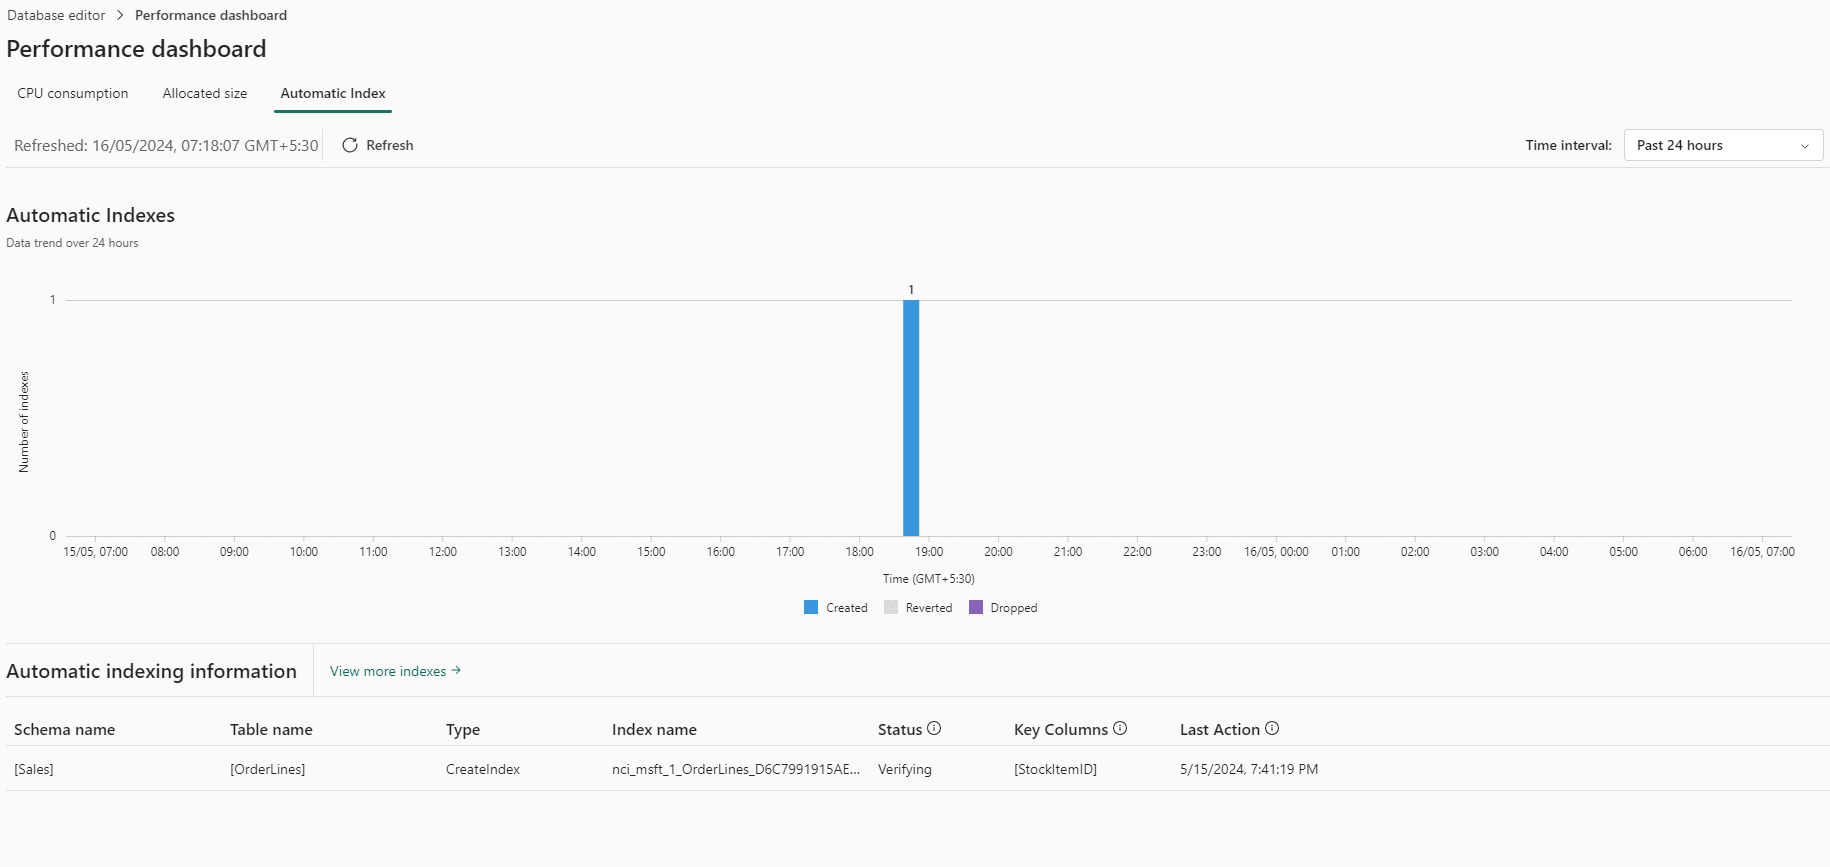 Database editor > Performance dashboard
Performance dashboard
CPU consumption Allocated size Automatic Index
Refreshed: 16/05/2024, 07:18:07 GMT+5:30 Refresh Time interval: Past 24 hours
Automatic Indexes
Data trend over 24 hours
1
1
Number of indexes
0
15/05, 07:00 08:00 09:00 10:00 11:00 12:00 13:00 14:00 15:00 16:00 17:00 18:00 19:00 20:00 21:00 22:00 23:00 16/05, 00:00 01:00 02:00 03:00 04:00 05:00 06:00 16/05, 07:00
Time (GMT+5:30)
Created Reverted Dropped
Automatic indexing information View more indexes →
Schema name Table name Type Index name Status Key Columns Last Action
[Sales] [OrderLines] CreateIndex nci_msft_1_OrderLines_D6C7991915AE... Verifying [StockItemID] 5/15/2024, 7:41:19 PM